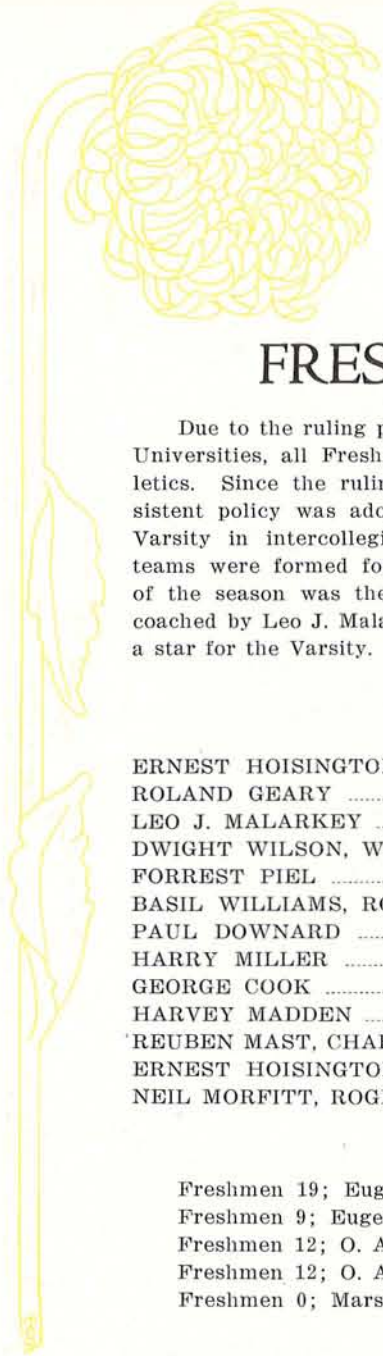 FRES
Due to the ruling p
Universities, all Fresh
letics. Since the rulin
sistent policy was ado
Varsity in intercollegi
teams were formed fo
of the season was the
coached by Leo J. Mala
a star for the Varsity.
ERNEST HOISINGTO
ROLAND GEARY
LEO J. MALARKEY
DWIGHT WILSON, W
FORREST PIEL
BASIL WILLIAMS, RO
PAUL DOWNARD
HARRY MILLER
GEORGE COOK
HARVEY MADDEN
REUBEN MAST, CHA
ERNEST HOISINGTO
NEIL MORFITT, ROG
Freshmen 19; Eug
Freshmen 9; Euge
Freshmen 12; O. A
Freshmen 12; O. A
Freshmen 0; Mars